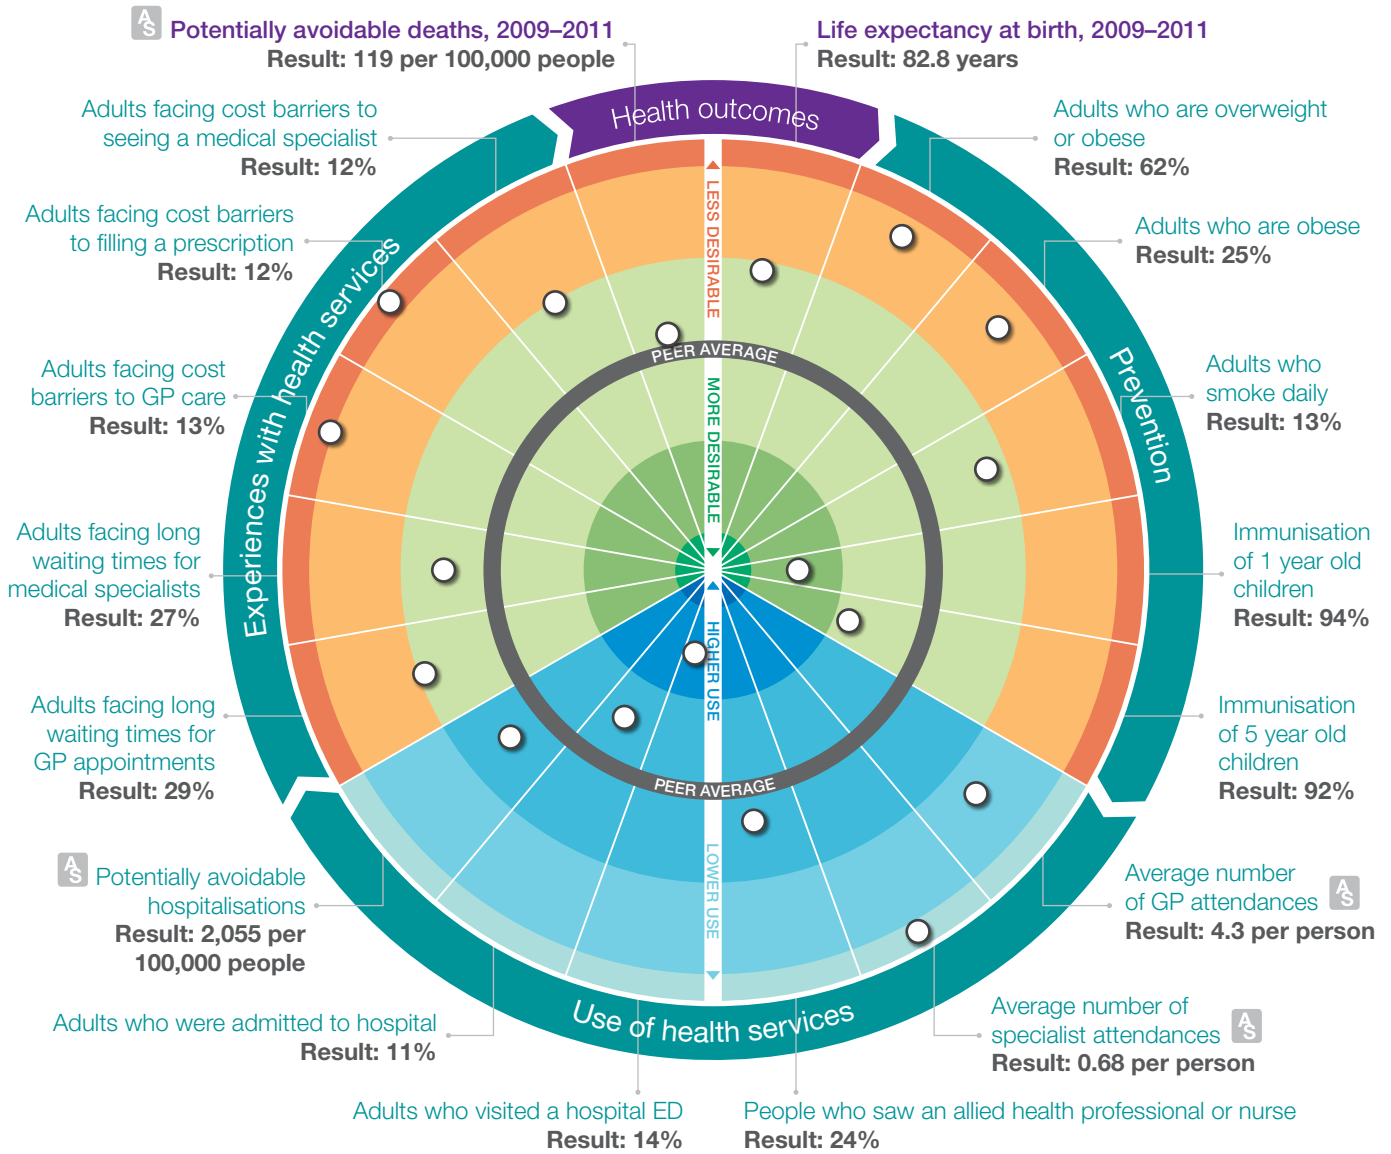 AS Potentially avoidable deaths, 2009–2011
Result: 119 per 100,000 people
Life expectancy at birth, 2009–2011
Result: 82.8 years
Adults facing cost barriers to
seeing a medical specialist
Result: 12%
Adults who are overweight
or obese
Result: 62%
Adults facing cost barriers
to filling a prescription
Result: 12%
Adults who are obese
Result: 25%
Adults facing cost
barriers to GP care
Result: 13%
Adults who
smoke daily
Result: 13%
Adults facing long
waiting times for
medical specialists
Result: 27%
Immunisation
of 1 year old
children
Result: 94%
Adults facing long
waiting times for
GP appointments
Result: 29%
Immunisation
of 5 year old
children
Result: 92%
AS Potentially avoidable
hospitalisations
Result: 2,055 per
100,000 people
Average number
of GP attendances AS
Result: 4.3 per person
Adults who were admitted to hospital
Result: 11%
Average number of
specialist attendances AS
Result: 0.68 per person
Adults who visited a hospital ED
Result: 14%
People who saw an allied health professional or nurse
Result: 24%
Health outcomes
Prevention
Use of health services
Experiences with health services
LESS DESIRABLE
PEER AVERAGE
MORE DESIRABLE
HIGHER USE
PEER AVERAGE
LOWER USE